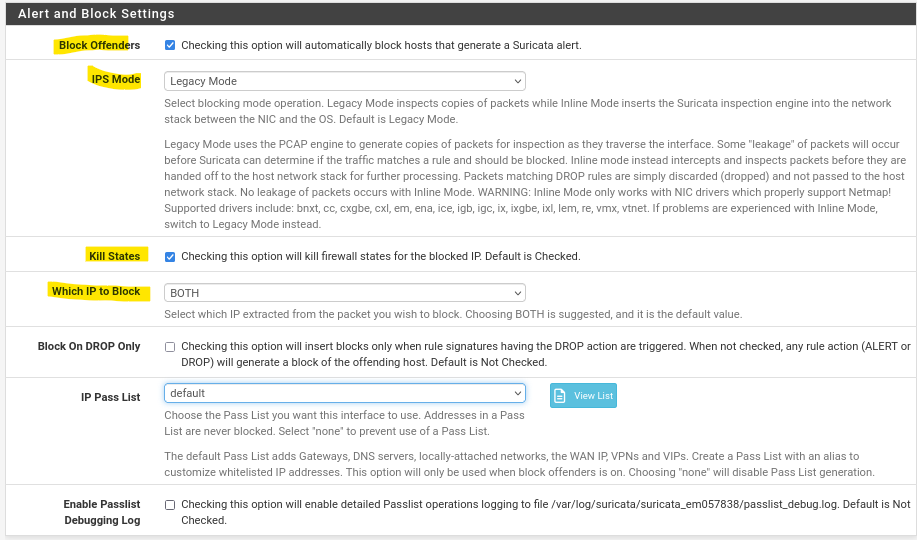 Alert and Block Settings
Block Offenders
Checking this option will automatically block hosts that generate a Suricata alert.
IPS Mode
Legacy Mode
Select blocking mode operation. Legacy Mode inspects copies of packets while Inline Mode inserts the Suricata inspection engine into the network
stack between the NIC and the OS. Default is Legacy Mode.
Legacy Mode uses the PCAP engine to generate copies of packets for inspection as they traverse the interface. Some "leakage" of packets will occur
before Suricata can determine if the traffic matches a rule and should be blocked. Inline mode instead intercepts and inspects packets before they are
handed off to the host network stack for further processing. Packets matching DROP rules are simply discarded (dropped) and not passed to the host
network stack. No leakage of packets occurs with Inline Mode. WARNING: Inline Mode only works with NIC drivers which properly support Netmap!
Supported drivers include: bnxt, cc, cxgbe, cxl, em, ena, ice, igb, igc, ix, ixgbe, ixl, lem, re, vmx, vtnet. If problems are experienced with Inline Mode,
switch to Legacy Mode instead.
Kill States
Checking this option will kill firewall states for the blocked IP. Default is Checked.
Which IP to Block
BOTH
Select which IP extracted from the packet you wish to block. Choosing BOTH is suggested, and it is the default value.
Block On DROP Only
Checking this option will insert blocks only when rule signatures having the DROP action are triggered. When not checked, any rule action (ALERT or
DROP) will generate a block of the offending host. Default is Not Checked.
IP Pass List
default
View List
Choose the Pass List you want this interface to use. Addresses in a Pass
List are never blocked. Select "none" to prevent use of a Pass List.
The default Pass List adds Gateways, DNS servers, locally-attached networks, the WAN IP, VPNs and VIPs. Create a Pass List with an alias to
customize whitelisted IP addresses. This option will only be used when block offenders is on. Choosing "none" will disable Pass List generation.
Enable Passlist
Debugging Log
Checking this option will enable detailed Passlist operations logging to file /var/log/suricata/suricata_em057838/passlist_debug.log. Default is Not
Checked.